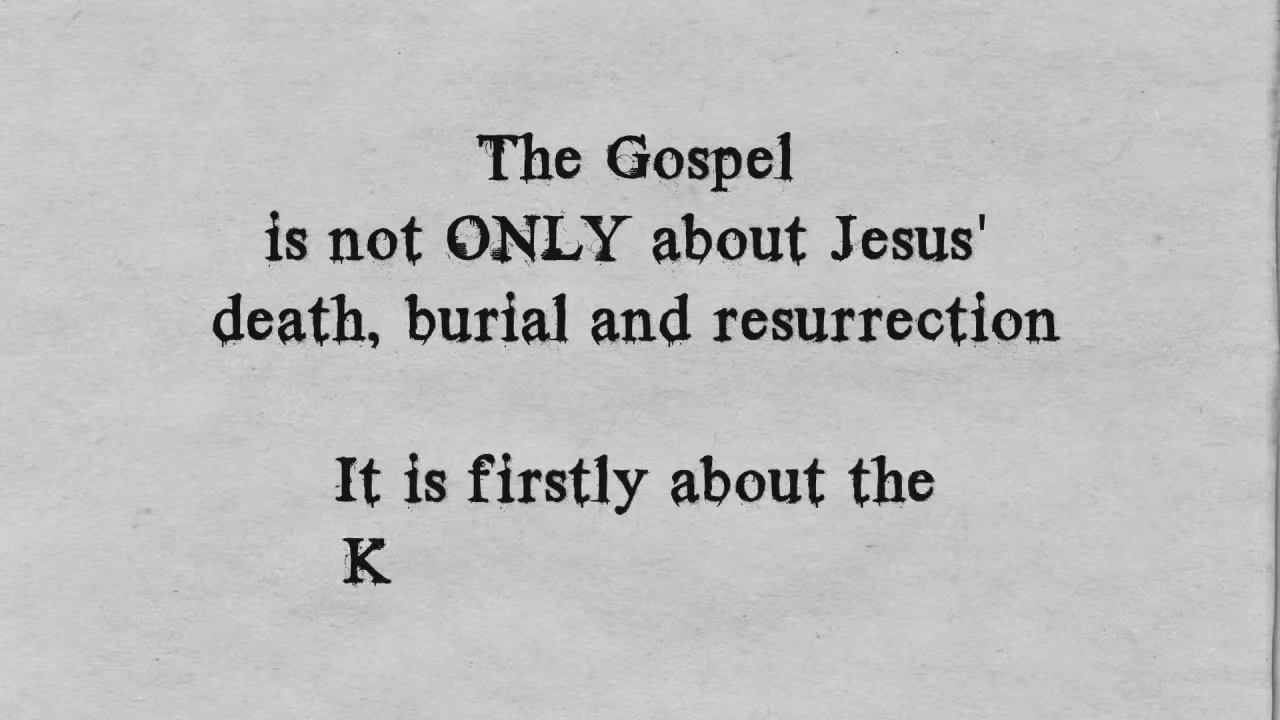 The Gospel
is not ONLY about Jesus'
death, burial and resurrection
It is firstly about the
K